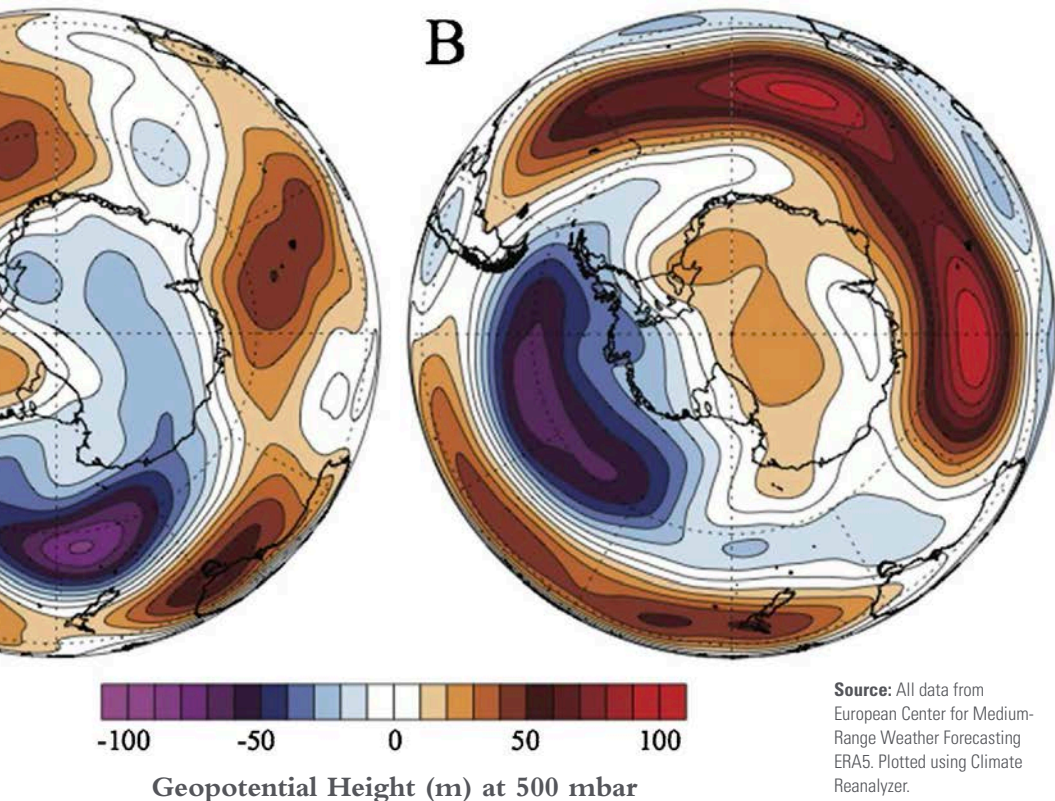 B
-100 -50 0 50 100
Geopotential Height (m) at 500 mbar
Source: All data from
European Center for Medium-
Range Weather Forecasting
ERA5. Plotted using Climate
Reanalyzer.